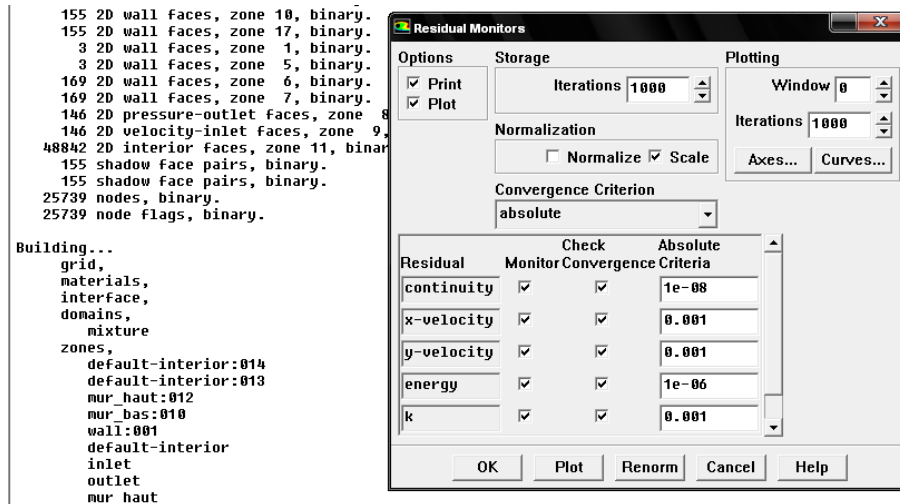 155 2D wall faces, zone 10, binary.
155 2D wall faces, zone 17, binary.
3 2D wall faces, zone 1, binary.
3 2D wall faces, zone 5, binary.
169 2D wall faces, zone 6, binary.
169 2D wall faces, zone 7, binary.
146 2D pressure-outlet faces, zone 8
146 2D velocity-inlet faces, zone 9,
48842 2D interior faces, zone 11, binar
155 shadow face pairs, binary.
155 shadow face pairs, binary.
25739 nodes, binary.
25739 node flags, binary.
Building...
grid,
materials,
interface,
domains,
mixture
zones,
default-interior:014
default-interior:013
mur_haut:012
mur_bas:010
wall:001
default-interior
inlet
outlet
mur haut
Residual Monitors
Options
Print
Plot
Storage
Iterations 1000
Normalization
Normalize Scale
Convergence Criterion
absolute
Plotting
Window 0
Iterations 1000
Axes... Curves...
Check Absolute
Residual Monitor Convergence Criteria
continuity 1e-08
x-velocity 0.001
y-velocity 0.001
energy 1e-06
k 0.001
OK Plot Renorm Cancel Help